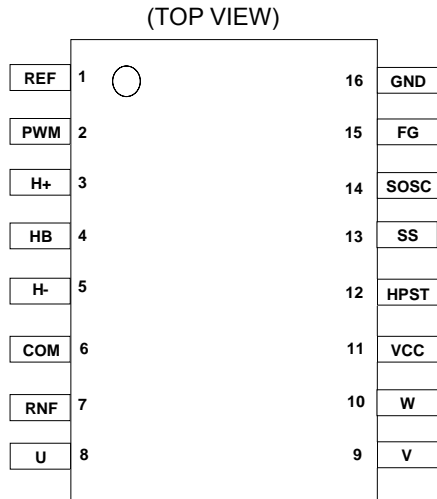 (TOP VIEW)
REF 1 16 GND
PWM 2 15 FG
H+ 3 14 SOSC
HB 4 13 SS
H- 5 12 HPST
COM 6 11 VCC
RNF 7 10 W
U 8 9 V